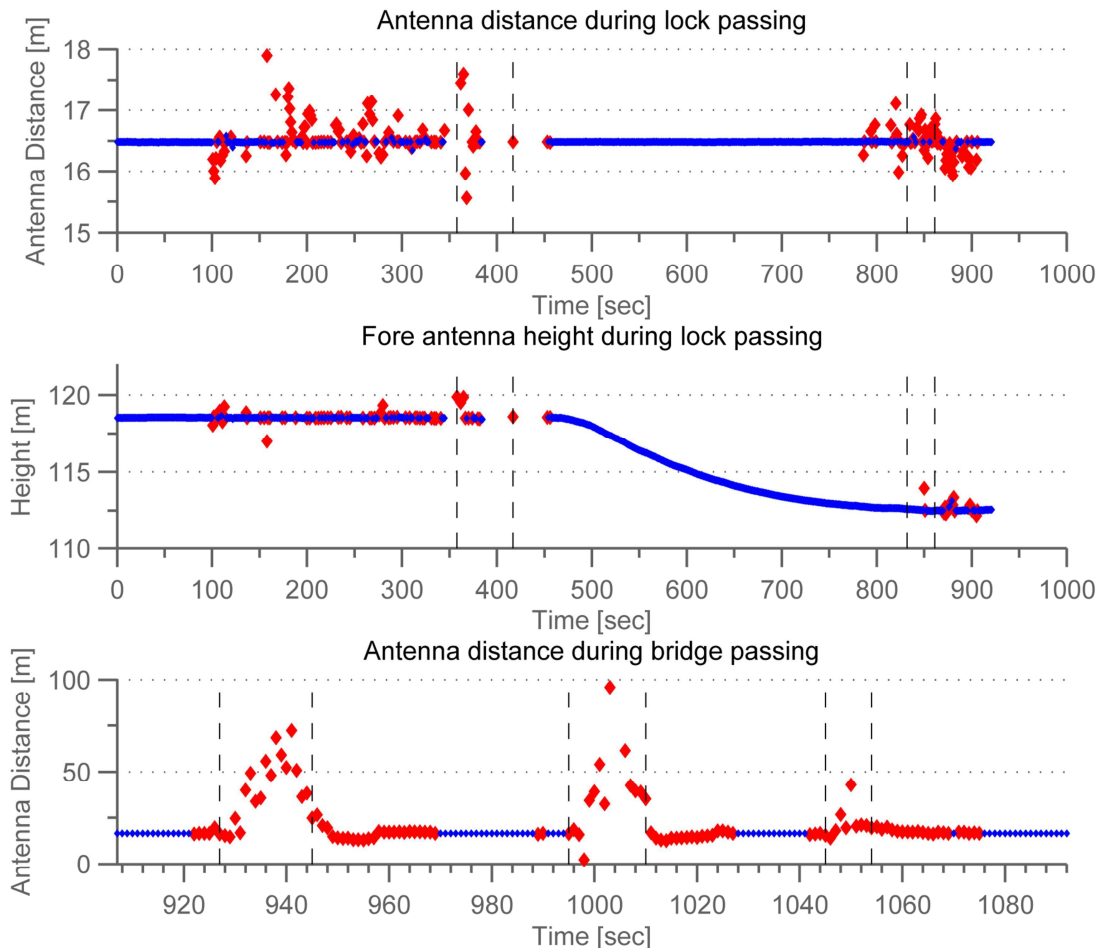 Antenna distance during lock passing
Antenna Distance [m]
18
17
16
15
0 100 200 300 400 500 600 700 800 900 1000
Time [sec]
Fore antenna height during lock passing
Height [m]
120
115
110
0 100 200 300 400 500 600 700 800 900 1000
Time [sec]
Antenna distance during bridge passing
Antenna Distance [m]
100
50
0
920 940 960 980 1000 1020 1040 1060 1080
Time [sec]